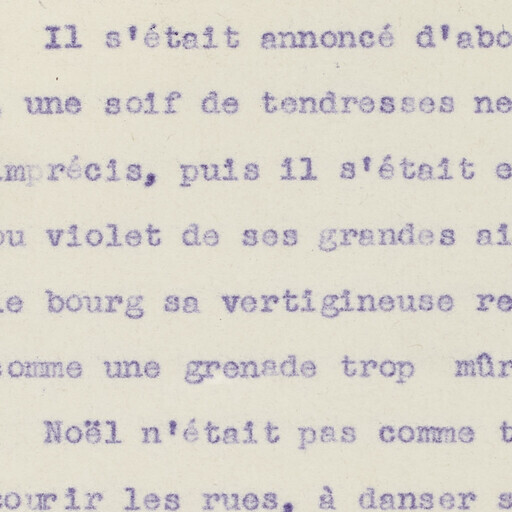 Il s'était annoncé d'abo
, une soif de tendresses ne
imprécis, puis il s'était e
ou violet de ses grandes ai
le bourg sa vertigineuse re
comme une grenade trop mûr
Noël n'était pas comme t
courir les rues, à danser s